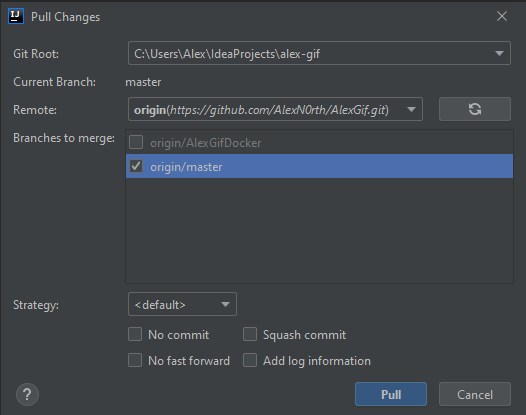 IJ Pull Changes
Git Root: C:\Users\Alex\IdeaProjects\alex-gif
Current Branch: master
Remote: origin(https://github.com/AlexN0rth/AlexGif.git)
Branches to merge: origin/AlexGifDocker
origin/master
Strategy: <default>
No commit Squash commit
No fast forward Add log information
? Pull Cancel